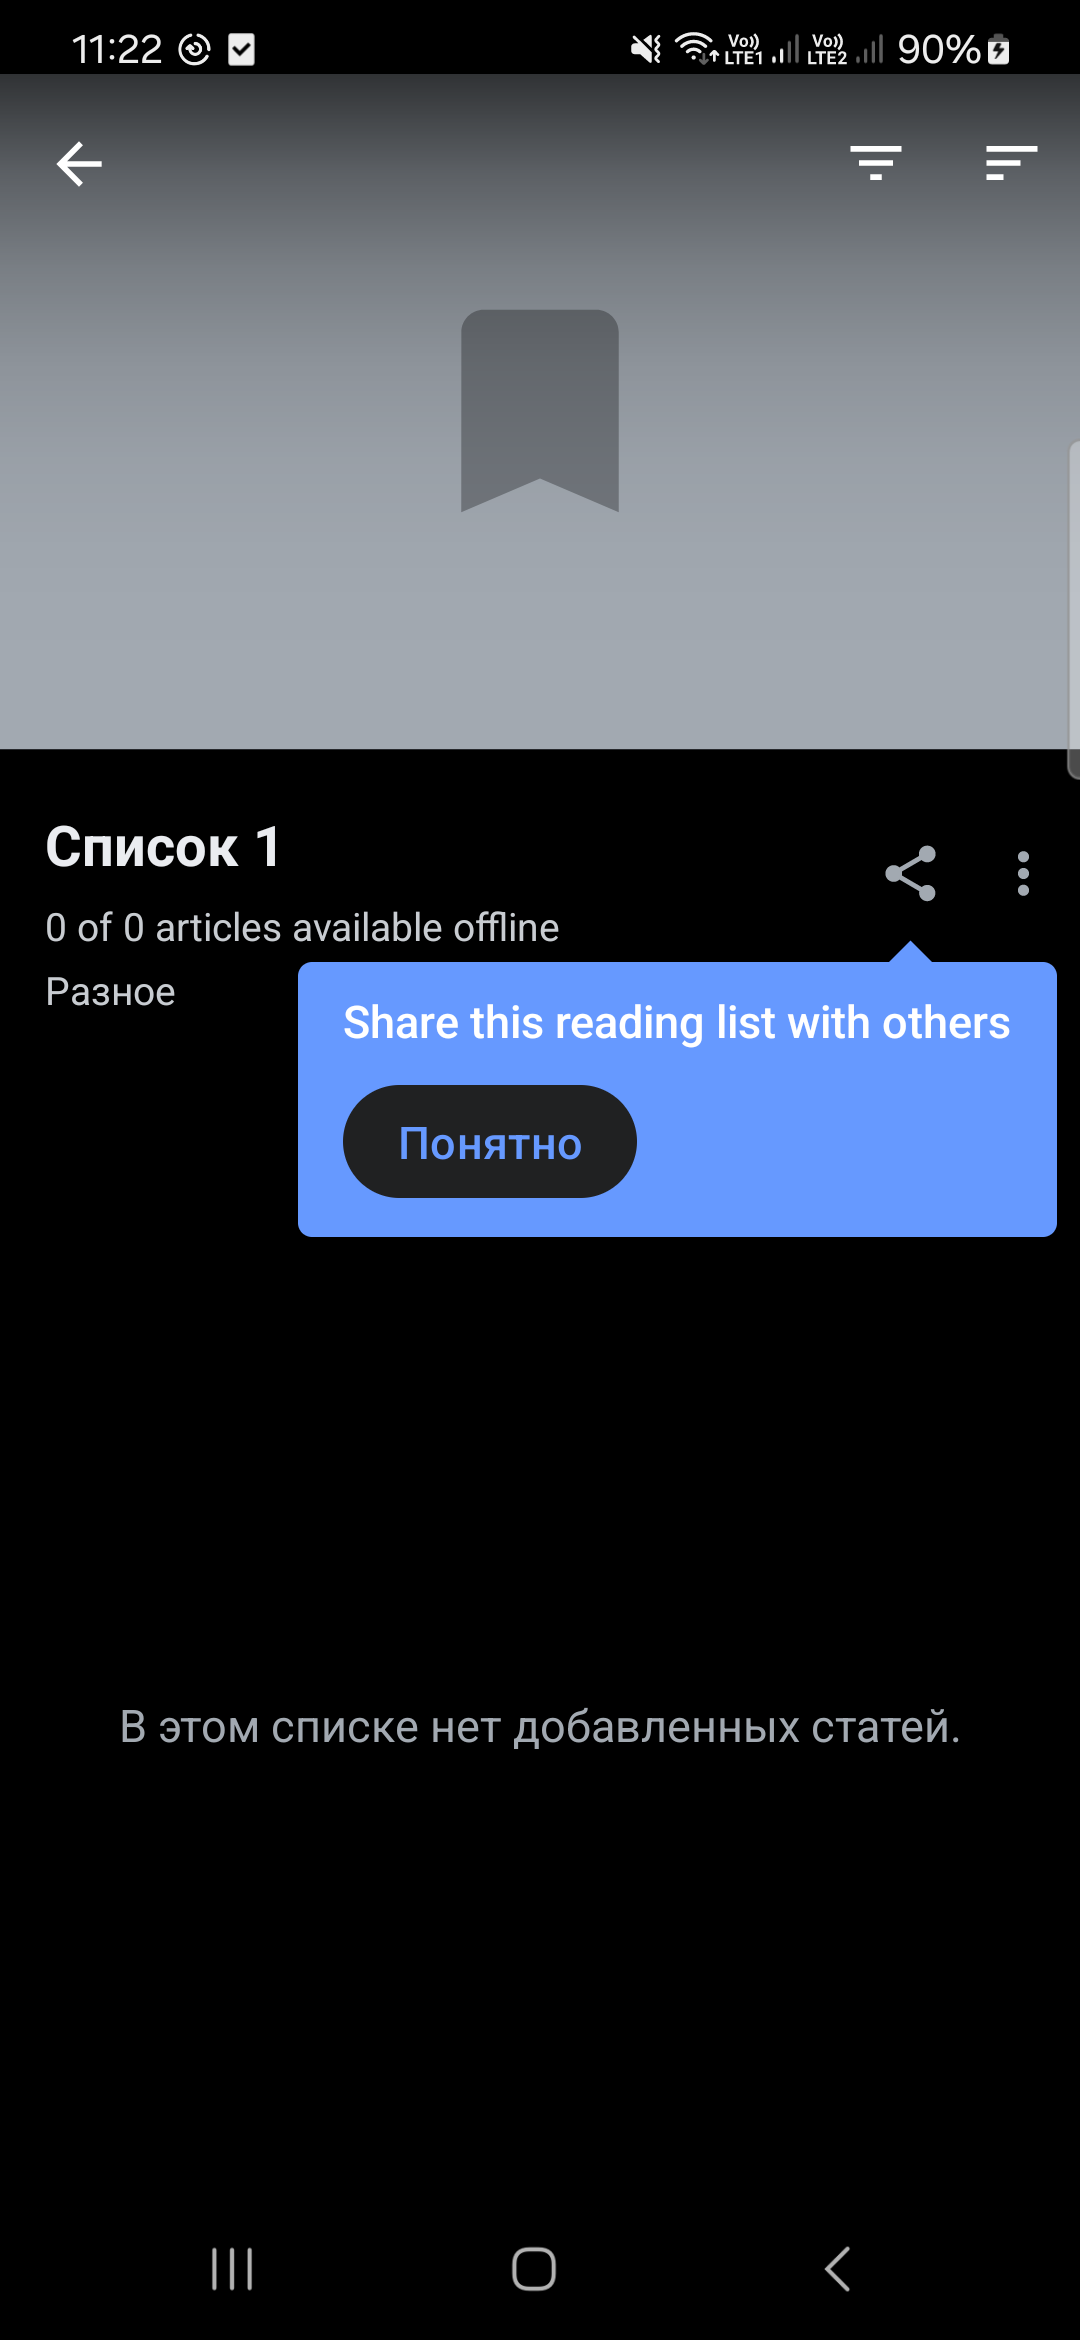 11:22
Vo)) LTE1 Vo)) LTE2 90%
Список 1
0 of 0 articles available offline
Разное
Share this reading list with others
Понятно
В этом списке нет добавленных статей.